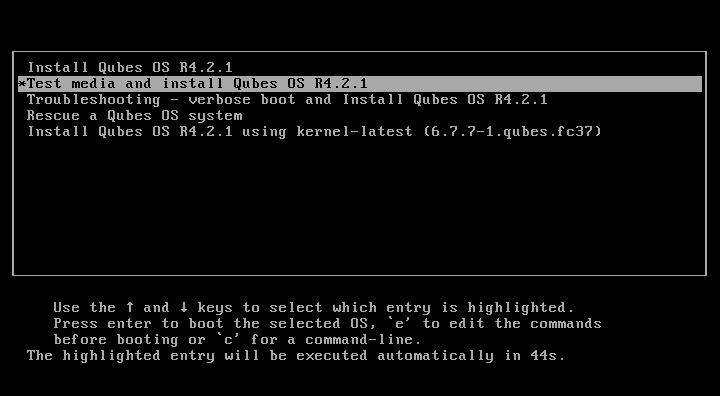 Install Qubes OS R4.2.1
*Test media and install Qubes OS R4.2.1
Troubleshooting - verbose boot and Install Qubes OS R4.2.1
Rescue a Qubes OS system
Install Qubes OS R4.2.1 using kernel-latest (6.7.7-1.qubes.fc37)
Use the ↑ and ↓ keys to select which entry is highlighted.
Press enter to boot the selected OS, `e' to edit the commands
before booting or `c' for a command-line.
The highlighted entry will be executed automatically in 44s.